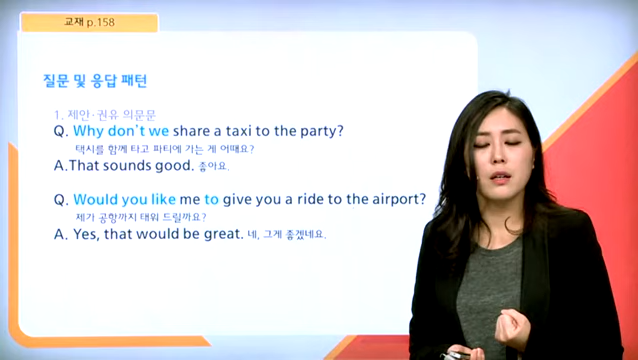 교재 p.158
질문 및 응답 패턴
1. 제안·권유 의문문
Q. Why don't we share a taxi to the party?
택시를 함께 타고 파티에 가는 게 어때요?
A.That sounds good. 좋아요.
Q. Would you like me to give you a ride to the airport?
제가 공항까지 태워 드릴까요?
A. Yes, that would be great. 네, 그게 좋겠네요.